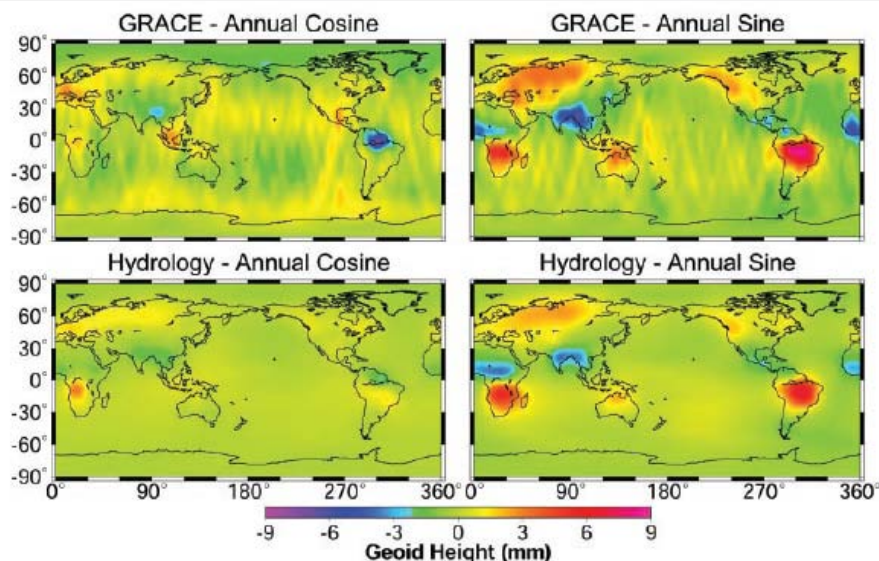 GRACE - Annual Cosine
GRACE - Annual Sine
90°
60°
30°
0°
-30°
-60°
-90°
Hydrology - Annual Cosine
Hydrology - Annual Sine
90°
60°
30°
0°
-30°
-60°
-90°
0° 90° 180° 270° 360° 0° 90° 180° 270° 360°
-9 -6 -3 0 3 6 9
Geoid Height (mm)